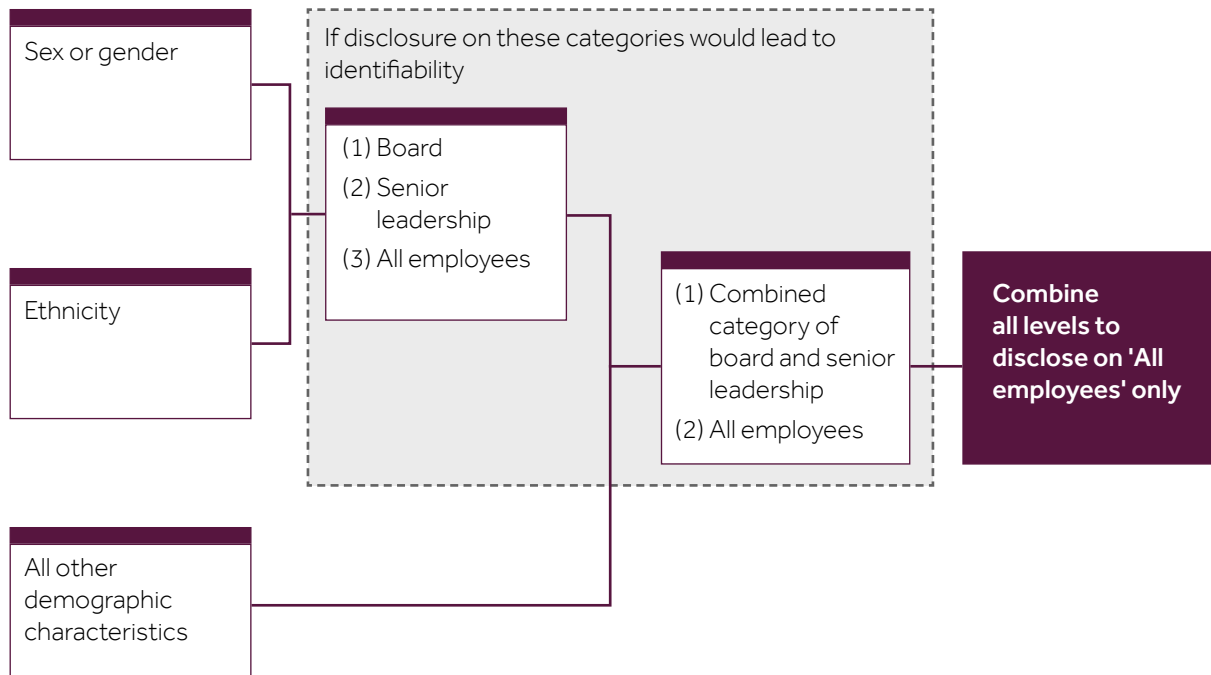 Sex or gender
Ethnicity
All other
demographic
characteristics
If disclosure on these categories would lead to
identifiability
(1) Board
(2) Senior
leadership
(3) All employees
(1) Combined
category of
board and senior
leadership
(2) All employees
Combine
all levels to
disclose on 'All
employees' only